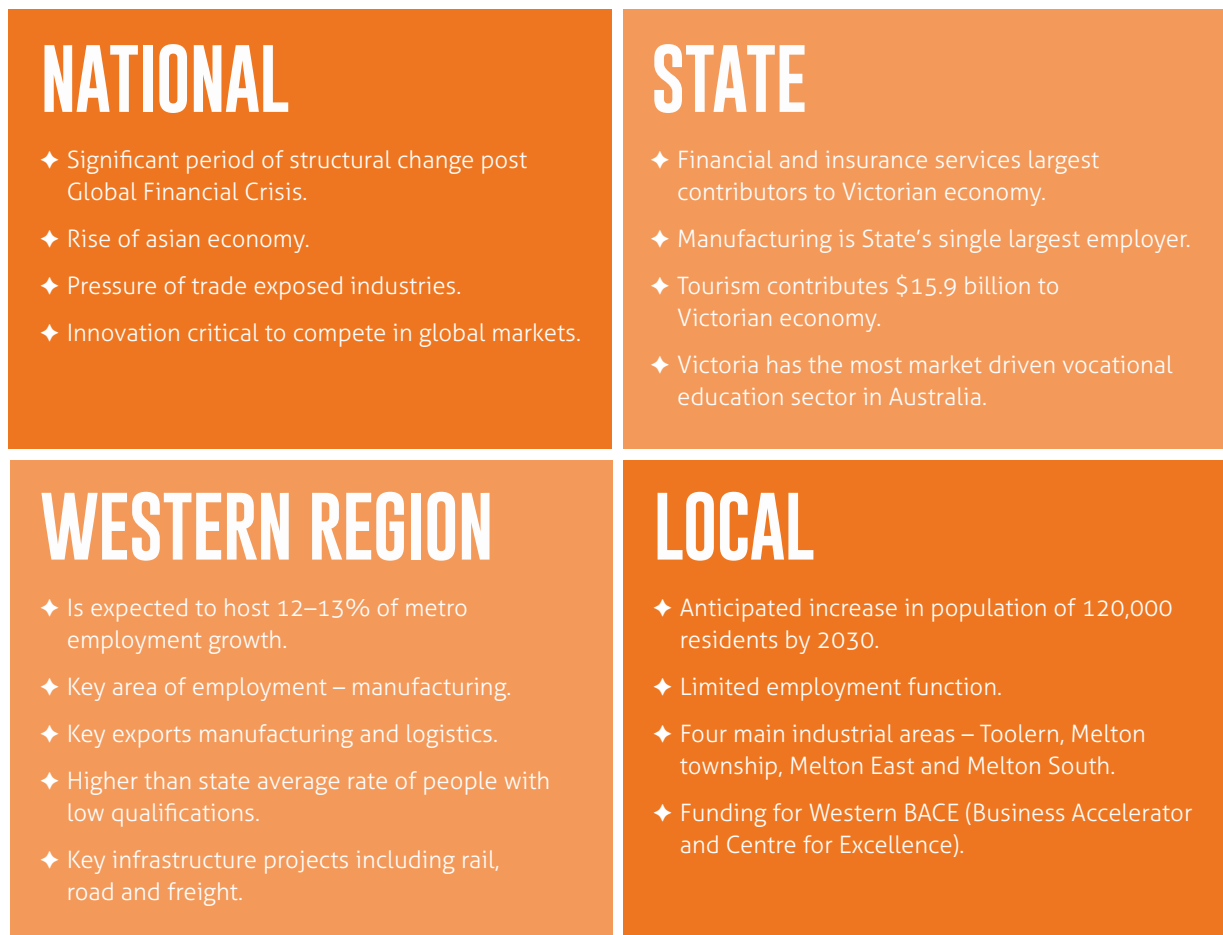 NATIONAL
✦ Significant period of structural change post
Global Financial Crisis.
✦ Rise of asian economy.
✦ Pressure of trade exposed industries.
✦ Innovation critical to compete in global markets.
STATE
✦ Financial and insurance services largest
contributors to Victorian economy.
✦ Manufacturing is State’s single largest employer.
✦ Tourism contributes $15.9 billion to
Victorian economy.
✦ Victoria has the most market driven vocational
education sector in Australia.
WESTERN REGION
✦ Is expected to host 12–13% of metro
employment growth.
✦ Key area of employment – manufacturing.
✦ Key exports manufacturing and logistics.
✦ Higher than state average rate of people with
low qualifications.
✦ Key infrastructure projects including rail,
road and freight.
LOCAL
✦ Anticipated increase in population of 120,000
residents by 2030.
✦ Limited employment function.
✦ Four main industrial areas – Toolern, Melton
township, Melton East and Melton South.
✦ Funding for Western BACE (Business Accelerator
and Centre for Excellence).